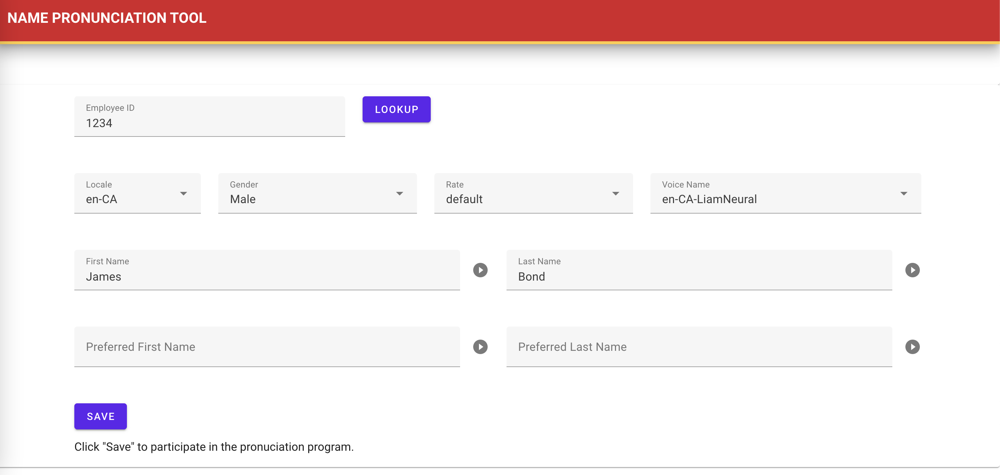 NAME PRONUNCIATION TOOL
Employee ID
1234
LOOKUP
Locale
en-CA
Gender
Male
Rate
default
Voice Name
en-CA-LiamNeural
First Name
James
Last Name
Bond
Preferred First Name
Preferred Last Name
SAVE
Click "Save" to participate in the pronuciation program.